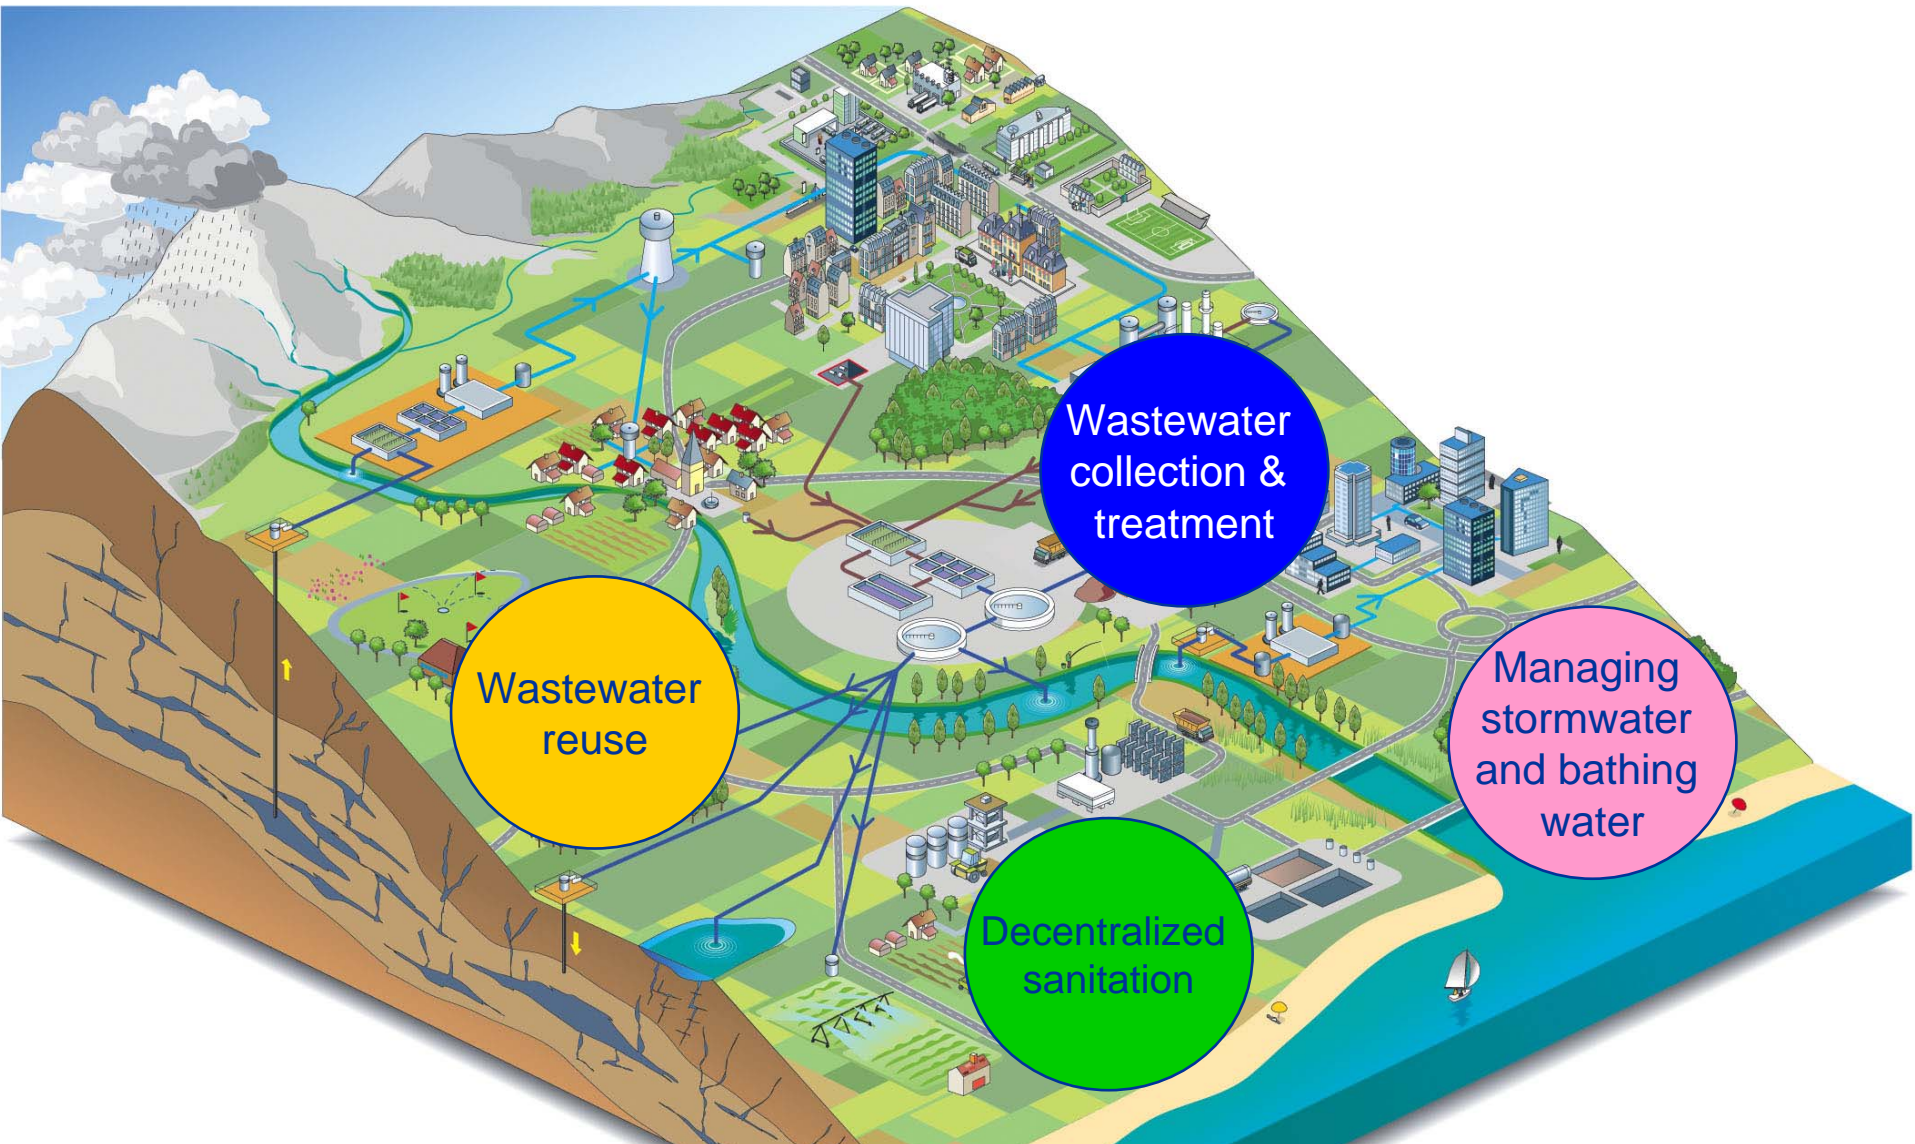 Wastewater
collection &
treatment
Wastewater
reuse
Managing
stormwater
and bathing
water
Decentralized
sanitation